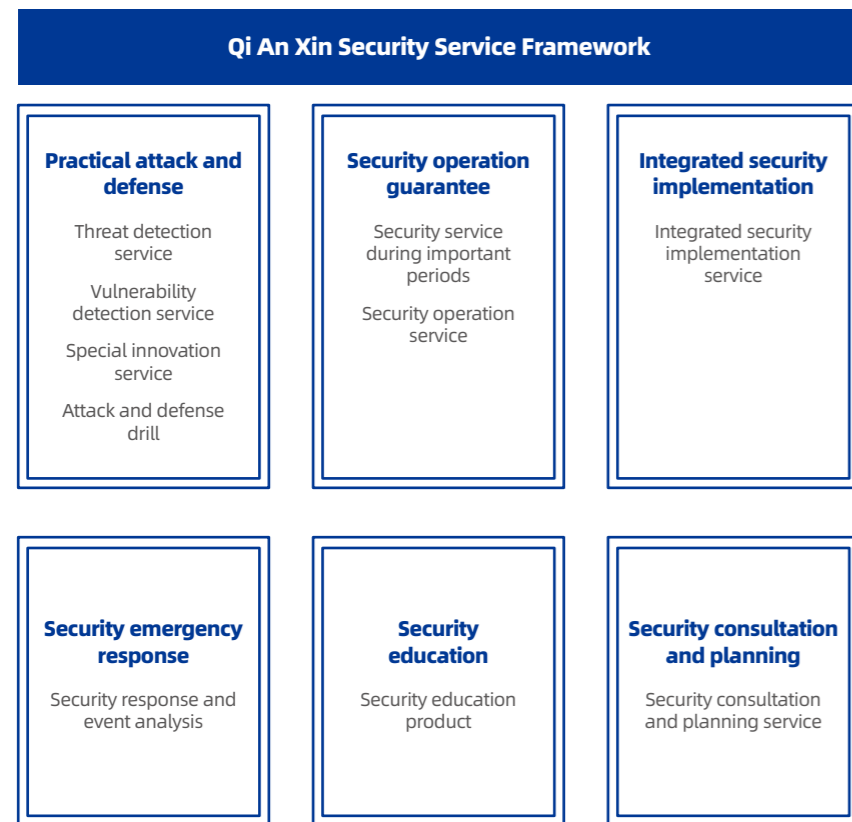 Qi An Xin Security Service Framework
Practical attack and
defense
Threat detection
service
Vulnerability
detection service
Special innovation
service
Attack and defense
drill
Security operation
guarantee
Security service
during important
periods
Security operation
service
Integrated security
implementation
Integrated security
implementation
service
Security emergency
response
Security response and
event analysis
Security
education
Security education
product
Security consultation
and planning
Security consultation
and planning service